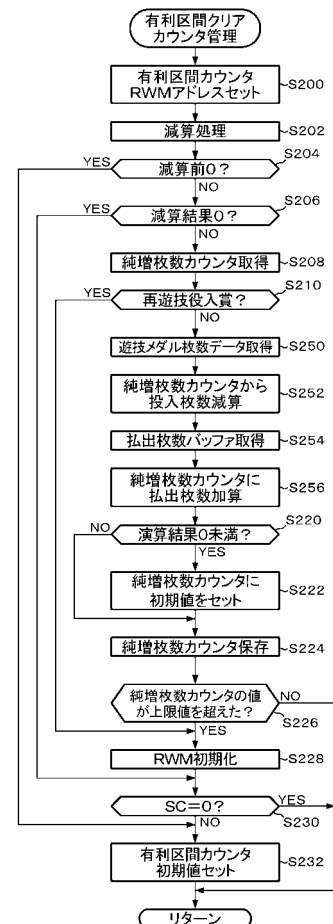 有利区間クリア
カウンタ管理
有利区間カウンタ
RWMアドレスセット
S200
減算処理
S202
YES
S204
減算前0?
NO
YES
S206
減算結果0?
NO
純増枚数カウンタ取得
S208
YES
S210
再遊技役入賞?
NO
遊技メダル枚数データ取得
S250
純増枚数カウンタから
投入枚数減算
S252
払出枚数バッファ取得
S254
純増枚数カウンタに
払出枚数加算
S256
NO
S220
演算結果0未満?
YES
純増枚数カウンタに
初期値をセット
S222
純増枚数カウンタ保存
S224
純増枚数カウンタの値
が上限値を超えた?
NO
S226
YES
RWM初期化
S228
SC=0?
YES
S230
NO
有利区間カウンタ
初期値セット
S232
リターン